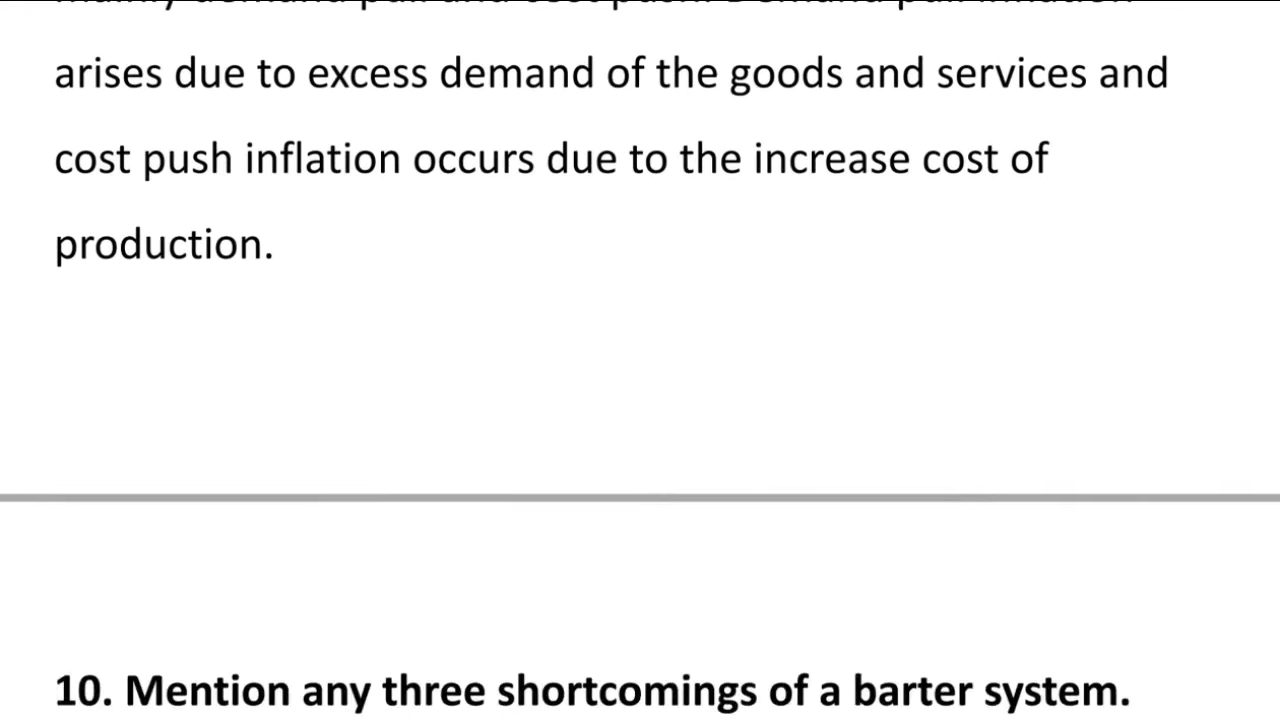 arises due to excess demand of the goods and services and
cost push inflation occurs due to the increase cost of
production.
10. Mention any three shortcomings of a barter system.